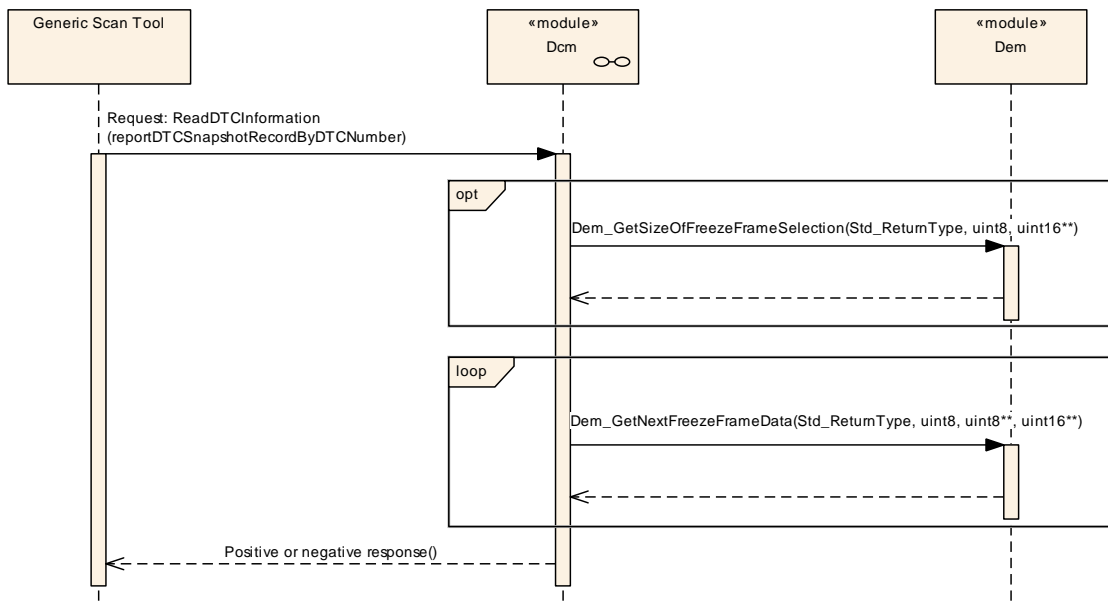 Generic Scan Tool
«module»
Dcm
«module»
Dem
Request: ReadDTCInformation
(reportDTCSnapshotRecordByDTCNumber)
opt
Dem_GetSizeOfFreezeFrameSelection(Std_ReturnType, uint8, uint16**)
loop
Dem_GetNextFreezeFrameData(Std_ReturnType, uint8, uint8**, uint16**)
Positive or negative response()